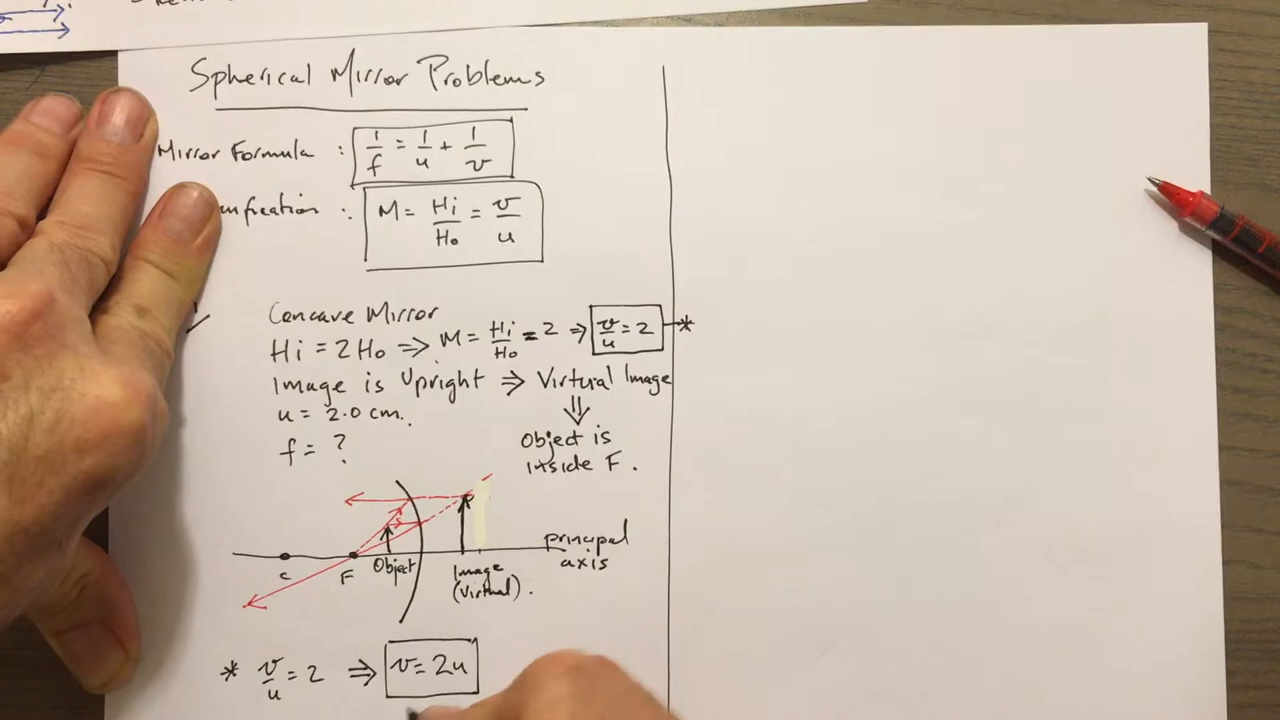 Spherical Mirror Problems
Mirror Formula : 1/f = 1/u + 1/v
: M = Hi/Ho = v/u
Concave Mirror
Hi = 2Ho ⇒ M = Hi/Ho = 2 ⇒ v/u = 2 *
Image is Upright ⇒ Virtural Image
⇓
u = 2.0 cm.
Object is
inside F.
f = ?
principal
axis
C
F
Object
Image
(Virtual).
* v/u = 2 ⇒ v = 2u